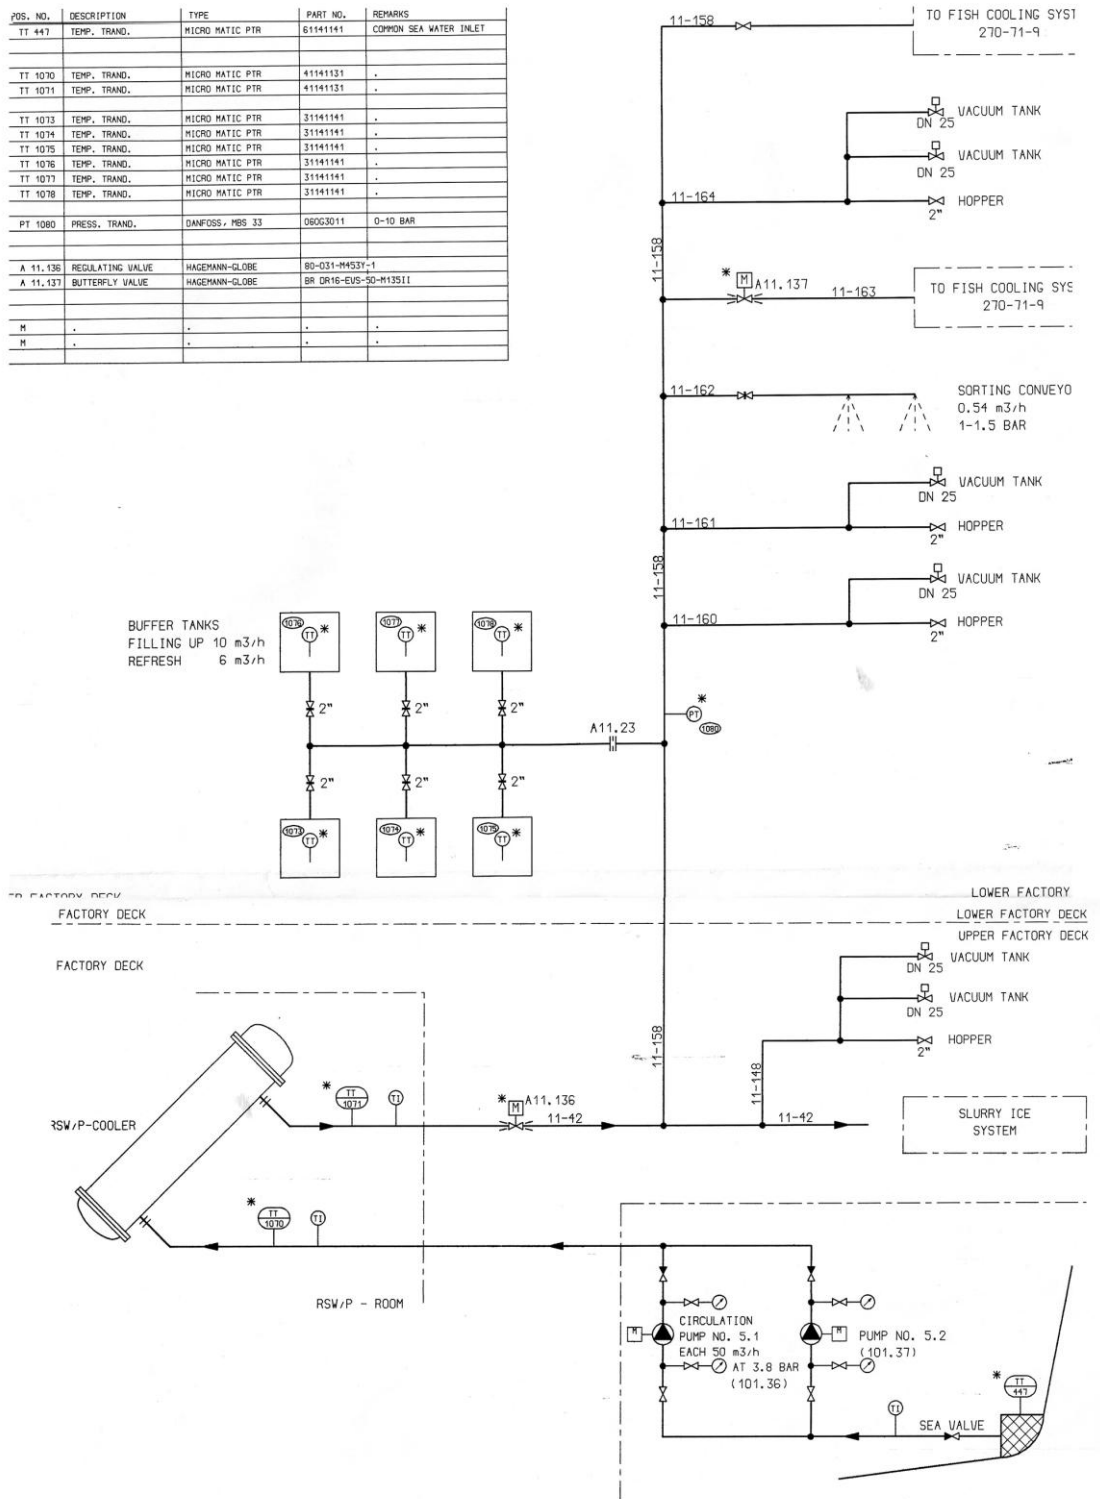 POS. NO. DESCRIPTION TYPE PART NO. REMARKS
TT 447 TEMP. TRAND. MICRO MATIC PTR 61141141 COMMON SEA WATER INLET
TT 1070 TEMP. TRAND. MICRO MATIC PTR 41141131 .
TT 1071 TEMP. TRAND. MICRO MATIC PTR 41141131 .
TT 1073 TEMP. TRAND. MICRO MATIC PTR 31141141 .
TT 1074 TEMP. TRAND. MICRO MATIC PTR 31141141 .
TT 1075 TEMP. TRAND. MICRO MATIC PTR 31141141 .
TT 1076 TEMP. TRAND. MICRO MATIC PTR 31141141 .
TT 1077 TEMP. TRAND. MICRO MATIC PTR 31141141 .
TT 1078 TEMP. TRAND. MICRO MATIC PTR 31141141 .
PT 1080 PRESS. TRAND. DANFOSS, MBS 33 060G3011 0-10 BAR
A 11.136 REGULATING VALVE HAGEMANN-GLOBE 80-031-M453Y-1
A 11.137 BUTTERFLY VALVE HAGEMANN-GLOBE BR DR16-EVS-50-M135II
M . . . .
M . . . .
11-158
TO FISH COOLING SYST
270-71-9
VACUUM TANK
DN 25
VACUUM TANK
DN 25
11-164
HOPPER
2"
11-158
* M A11.137
11-163
TO FISH COOLING SYS
270-71-9
11-162
SORTING CONVEYO
0.54 m3/h
1-1.5 BAR
VACUUM TANK
DN 25
11-161
HOPPER
2"
11-158
VACUUM TANK
DN 25
11-160
HOPPER
2"
BUFFER TANKS
FILLING UP 10 m3/h
REFRESH 6 m3/h
1076 TT *
1077 TT *
1078 TT *
2" 2" 2"
*
PT
1080
A11.23
2" 2" 2"
1073 TT *
1074 TT *
1075 TT *
ER FACTORY DECK
LOWER FACTORY
FACTORY DECK
LOWER FACTORY DECK
UPPER FACTORY DECK
FACTORY DECK
VACUUM TANK
DN 25
VACUUM TANK
DN 25
HOPPER
2"
11-158
11-148
RSW/P-COOLER
* TT 1071
TI
* M A11.136
11-42
11-42
SLURRY ICE
SYSTEM
* TT 1070
TI
RSW/P - ROOM
M
CIRCULATION
PUMP NO. 5.1
EACH 50 m3/h
AT 3.8 BAR
(101.36)
M
PUMP NO. 5.2
(101.37)
* TT 447
TI
SEA VALVE